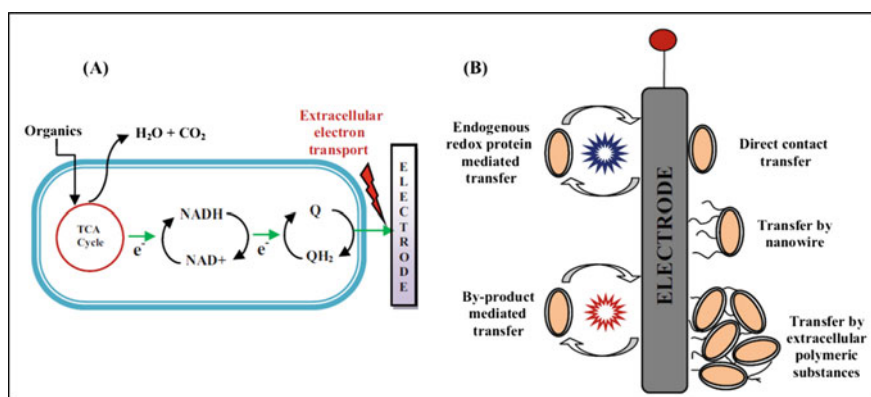 (A)
Organics
H₂O + CO₂
Extracellular
electron
transport
TCA
Cycle
e⁻
NADH
NAD+
e⁻
Q
QH₂
ELECTRODE
(B)
Endogenous
redox protein
mediated
transfer
By-product
mediated
transfer
ELECTRODE
Direct contact
transfer
Transfer by
nanowire
Transfer by
extracellular
polymeric
substances